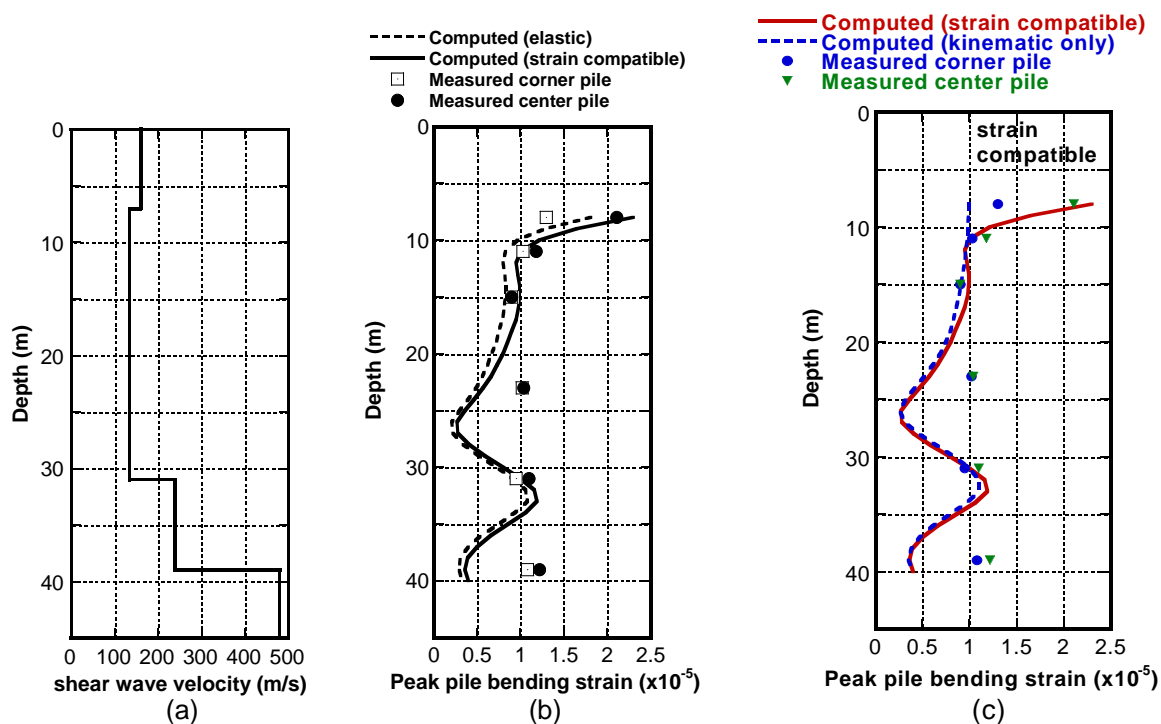 Computed (elastic)
Computed (strain compatible)
Measured corner pile
Measured center pile
Computed (strain compatible)
Computed (kinematic only)
Measured corner pile
Measured center pile
0
10
20
30
40
Depth (m)
0 100 200 300 400 500
shear wave velocity (m/s)
(a)
0
10
20
30
40
Depth (m)
0 0.5 1 1.5 2 2.5
Peak pile bending strain (x10⁻⁵)
(b)
strain
compatible
0
10
20
30
40
Depth (m)
0 0.5 1 1.5 2 2.5
Peak pile bending strain (x10⁻⁵)
(c)